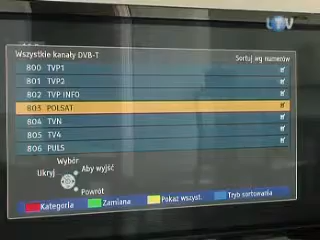 LTV
Wszystkie kanały DVB-T
Sortuj wg numerów
800 TVP1
801 TVP2
802 TVP INFO
803 POLSAT
804 TVN
805 TV4
806 PULS
Wybór
Ukryj
Aby wyjść
Powrót
Kategoria
Zamiana
Pokaż wszyst.
Tryb sortowania